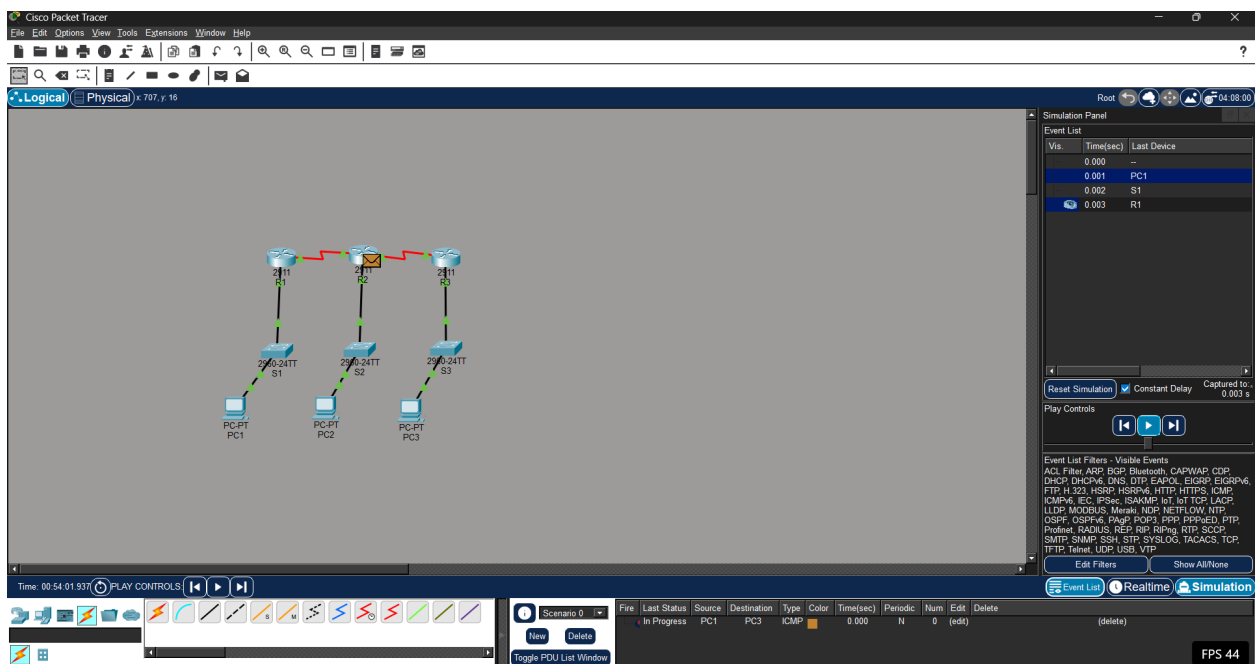 Cisco Packet Tracer
File Edit Options View Tools Extensions Window Help
?
Logical Physical x: 707, y: 16
Root 04:08:00
Simulation Panel
Event List
Vis. Time(sec) Last Device
0.000 --
0.001 PC1
0.002 S1
0.003 R1
2911
R1
2911
R2
2911
R3
2960-24TT
S1
2960-24TT
S2
2960-24TT
S3
PC-PT
PC1
PC-PT
PC2
PC-PT
PC3
Reset Simulation Constant Delay Captured to:
0.003 s
Play Controls
Event List Filters - Visible Events
ACL Filter, ARP, BGP, Bluetooth, CAPWAP, CDP,
DHCP, DHCPv6, DNS, DTP, EAPOL, EIGRP, EIGRPv6,
FTP, H.323, HSRP, HSRPv6, HTTP, HTTPS, ICMP,
ICMPv6, IEC, IPSec, ISAKMP, IoT, IoT TCP, LACP,
LLDP, MODBUS, Meraki, NDP, NETFLOW, NTP,
OSPF, OSPFv6, PAgP, POP3, PPP, PPPoED, PTP,
Profinet, RADIUS, REP, RIP, RIPng, RTP, SCCP,
SMTP, SNMP, SSH, STP, SYSLOG, TACACS, TCP,
TFTP, Telnet, UDP, USB, VTP
Edit Filters Show All/None
Time: 00:54:01.937 PLAY CONTROLS:
Event List Realtime Simulation
Scenario 0
New Delete
Toggle PDU List Window
Fire Last Status Source Destination Type Color Time(sec) Periodic Num Edit Delete
In Progress PC1 PC3 ICMP 0.000 N 0 (edit) (delete)
FPS 44